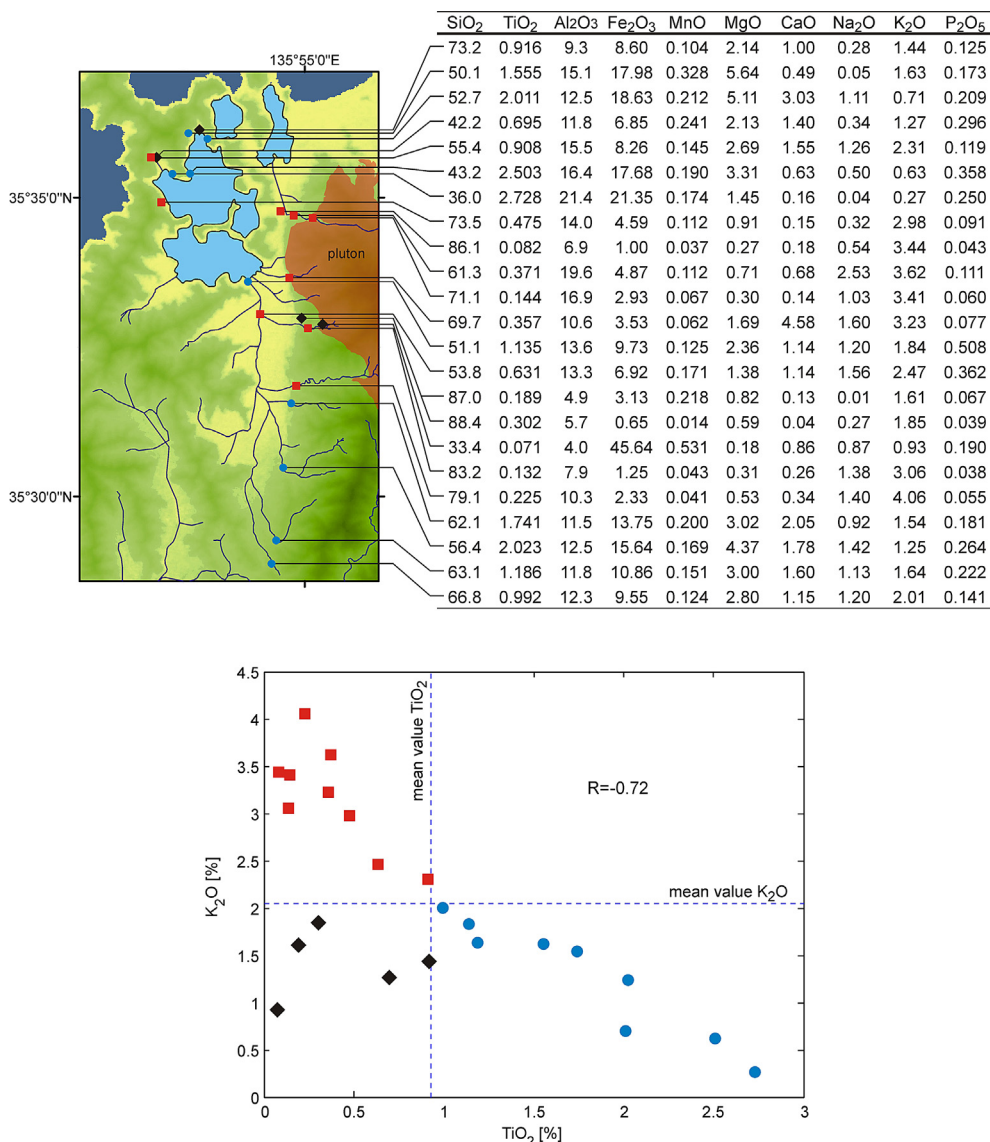 SiO₂ TiO₂ Al₂O₃ Fe₂O₃ MnO MgO CaO Na₂O K₂O P₂O₅
73.2 0.916 9.3 8.60 0.104 2.14 1.00 0.28 1.44 0.125
50.1 1.555 15.1 17.98 0.328 5.64 0.49 0.05 1.63 0.173
52.7 2.011 12.5 18.63 0.212 5.11 3.03 1.11 0.71 0.209
42.2 0.695 11.8 6.85 0.241 2.13 1.40 0.34 1.27 0.296
55.4 0.908 15.5 8.26 0.145 2.69 1.55 1.26 2.31 0.119
43.2 2.503 16.4 17.68 0.190 3.31 0.63 0.50 0.63 0.358
36.0 2.728 21.4 21.35 0.174 1.45 0.16 0.04 0.27 0.250
73.5 0.475 14.0 4.59 0.112 0.91 0.15 0.32 2.98 0.091
86.1 0.082 6.9 1.00 0.037 0.27 0.18 0.54 3.44 0.043
61.3 0.371 19.6 4.87 0.112 0.71 0.68 2.53 3.62 0.111
71.1 0.144 16.9 2.93 0.067 0.30 0.14 1.03 3.41 0.060
69.7 0.357 10.6 3.53 0.062 1.69 4.58 1.60 3.23 0.077
51.1 1.135 13.6 9.73 0.125 2.36 1.14 1.20 1.84 0.508
53.8 0.631 13.3 6.92 0.171 1.38 1.14 1.56 2.47 0.362
87.0 0.189 4.9 3.13 0.218 0.82 0.13 0.01 1.61 0.067
88.4 0.302 5.7 0.65 0.014 0.59 0.04 0.27 1.85 0.039
33.4 0.071 4.0 45.64 0.531 0.18 0.86 0.87 0.93 0.190
83.2 0.132 7.9 1.25 0.043 0.31 0.26 1.38 3.06 0.038
79.1 0.225 10.3 2.33 0.041 0.53 0.34 1.40 4.06 0.055
62.1 1.741 11.5 13.75 0.200 3.02 2.05 0.92 1.54 0.181
56.4 2.023 12.5 15.64 0.169 4.37 1.78 1.42 1.25 0.264
63.1 1.186 11.8 10.86 0.151 3.00 1.60 1.13 1.64 0.222
66.8 0.992 12.3 9.55 0.124 2.80 1.15 1.20 2.01 0.141
135°55'0"E
35°35'0"N
pluton
35°30'0"N
4.5
4
3.5
3
2.5
2
1.5
1
0.5
0
K₂O [%]
mean value TiO₂
R=-0.72
mean value K₂O
0 0.5 1 1.5 2 2.5 3
TiO₂ [%]